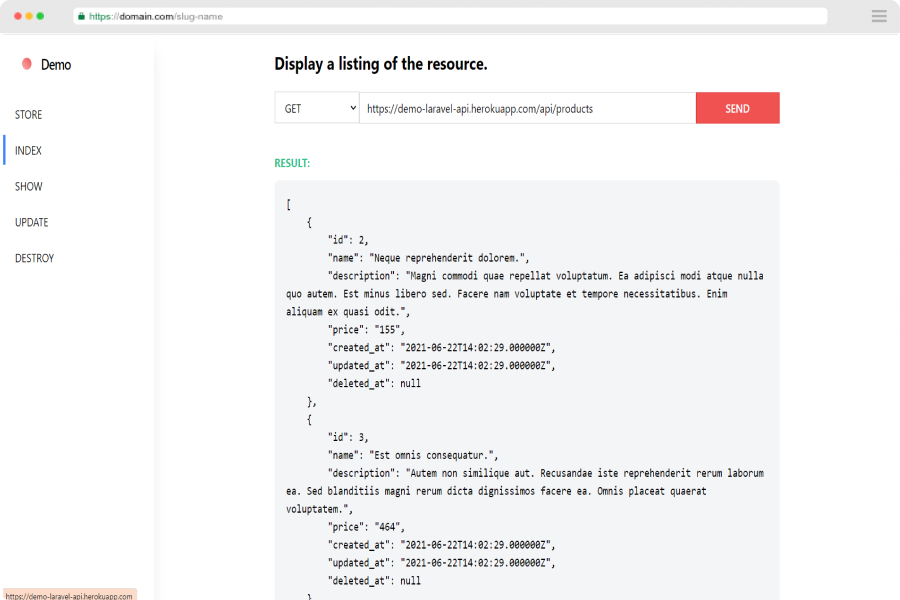 https://domain.com/slug-name
Demo
STORE
INDEX
SHOW
UPDATE
DESTROY
Display a listing of the resource.
GET
https://demo-laravel-api.herokuapp.com/api/products
SEND
RESULT:
[
{
"id": 2,
"name": "Neque reprehenderit dolorem.",
"description": "Magni commodi quae repellat voluptatum. Ea adipisci modi atque nulla
quo autem. Est minus libero sed. Facere nam voluptate et tempore necessitatibus. Enim
aliquam ex quasi odit.",
"price": "155",
"created_at": "2021-06-22T14:02:29.000000Z",
"updated_at": "2021-06-22T14:02:29.000000Z",
"deleted_at": null
},
{
"id": 3,
"name": "Est omnis consequatur.",
"description": "Autem non similique aut. Recusandae iste reprehenderit rerum laborum
ea. Sed blanditiis magni rerum dicta dignissimos facere ea. Omnis placeat quaerat
voluptatem.",
"price": "464",
"created_at": "2021-06-22T14:02:29.000000Z",
"updated_at": "2021-06-22T14:02:29.000000Z",
"deleted_at": null
}
https://demo-laravel-api.herokuapp.com